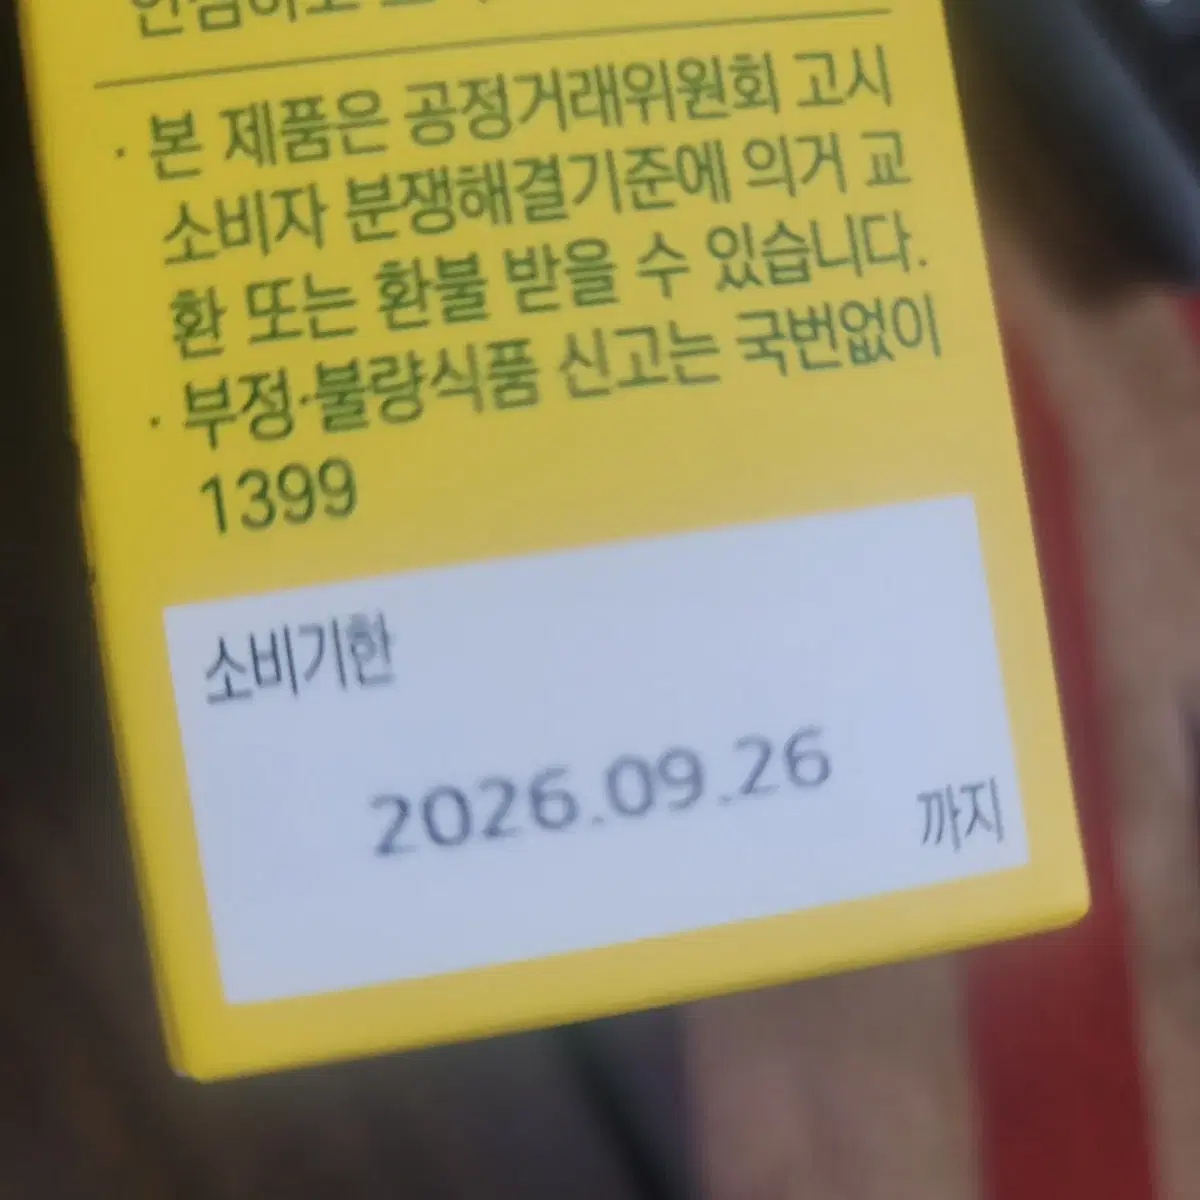 · 본 제품은 공정거래위원회 고시
소비자 분쟁해결기준에 의거 교
환 또는 환불 받을 수 있습니다.
· 부정·불량식품 신고는 국번없이
1399
소비기한
2026.09.26
까지